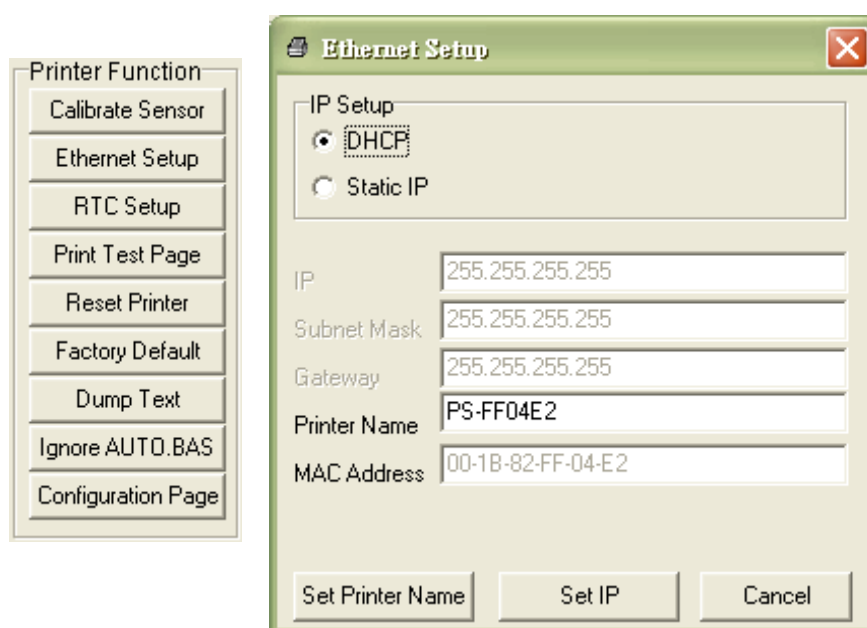 Printer Function
Calibrate Sensor
Ethernet Setup
RTC Setup
Print Test Page
Reset Printer
Factory Default
Dump Text
Ignore AUTO.BAS
Configuration Page
Ethernet Setup
IP Setup
DHCP
Static IP
IP 255.255.255.255
Subnet Mask 255.255.255.255
Gateway 255.255.255.255
Printer Name PS-FF04E2
MAC Address 00-1B-82-FF-04-E2
Set Printer Name Set IP Cancel